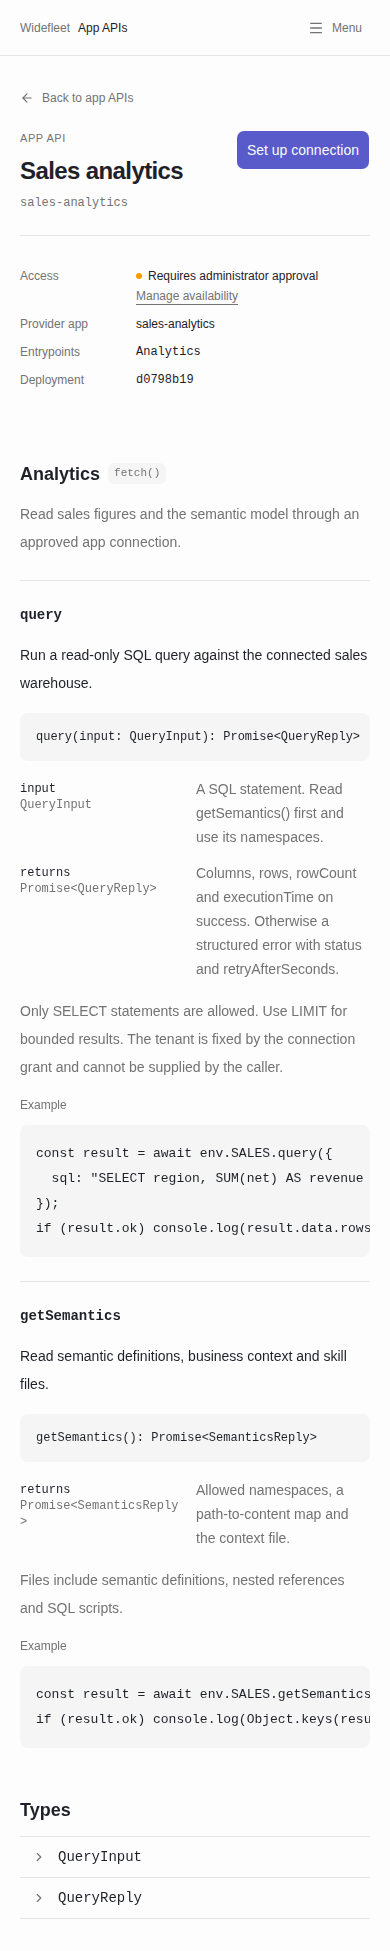 Widefleet App APIs
Menu
Back to app APIs
APP API
Sales analytics
Set up connection
sales-analytics
Access
Requires administrator approval
Manage availability
Provider app
sales-analytics
Entrypoints
Analytics
Deployment
d0798b19
Analytics fetch()
Read sales figures and the semantic model through an
approved app connection.
query
Run a read-only SQL query against the connected sales
warehouse.
query(input: QueryInput): Promise<QueryReply>
input
QueryInput
A SQL statement. Read
getSemantics() first and
use its namespaces.
returns
Promise<QueryReply>
Columns, rows, rowCount
and executionTime on
success. Otherwise a
structured error with status
and retryAfterSeconds.
Only SELECT statements are allowed. Use LIMIT for
bounded results. The tenant is fixed by the connection
grant and cannot be supplied by the caller.
Example
const result = await env.SALES.query({
sql: "SELECT region, SUM(net) AS revenue
});
if (result.ok) console.log(result.data.rows
getSemantics
Read semantic definitions, business context and skill
files.
getSemantics(): Promise<SemanticsReply>
returns
Promise<SemanticsReply
>
Allowed namespaces, a
path-to-content map and
the context file.
Files include semantic definitions, nested references
and SQL scripts.
Example
const result = await env.SALES.getSemantics
if (result.ok) console.log(Object.keys(resu
Types
QueryInput
QueryReply